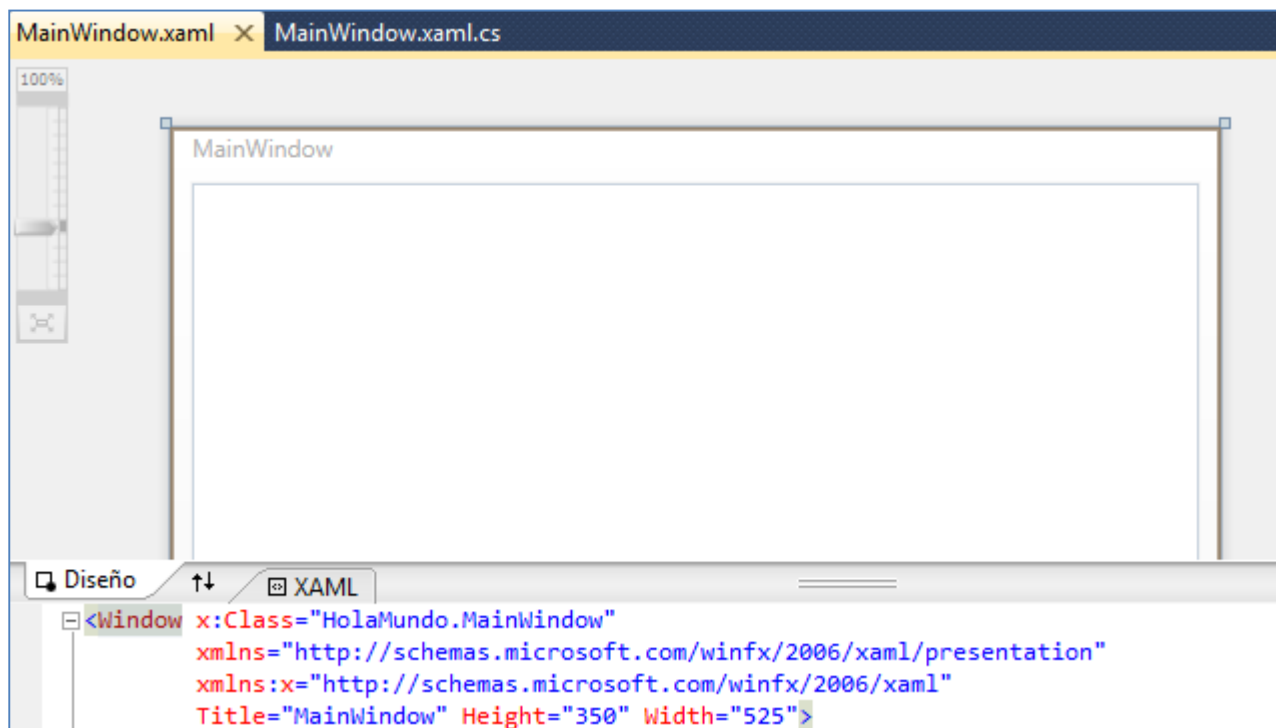 MainWindow.xaml MainWindow.xaml.cs
100%
MainWindow
Diseño XAML
<Window x:Class="HolaMundo.MainWindow"
xmlns="http://schemas.microsoft.com/winfx/2006/xaml/presentation"
xmlns:x="http://schemas.microsoft.com/winfx/2006/xaml"
Title="MainWindow" Height="350" Width="525">